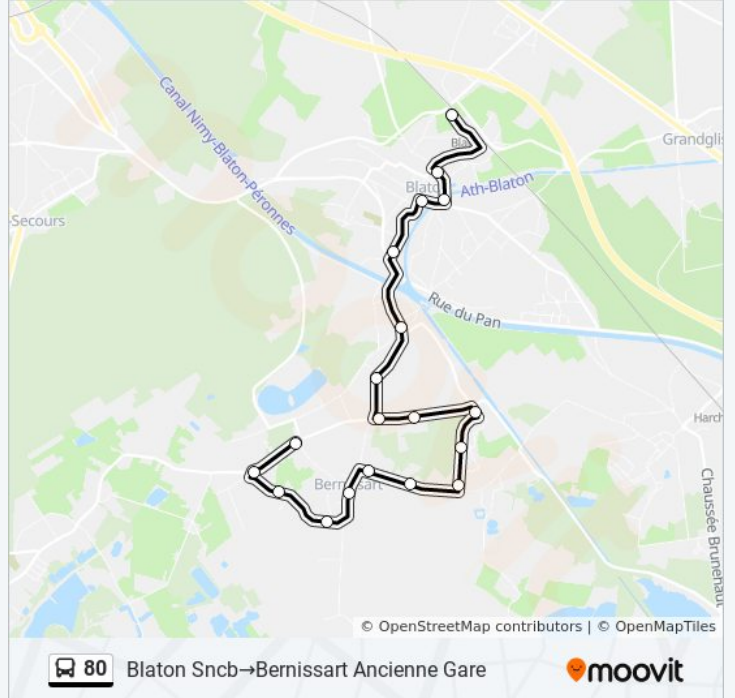 Canal Nimy-Blaton-Péronnes
Grandglis
Blaton
Ath-Blaton
-Secours
Rue du Pan
Harch
Bernissart
Chaussée Brunehaut
© OpenStreetMap contributors | © OpenMapTiles
80 Blaton Sncb→Bernissart Ancienne Gare
moovit